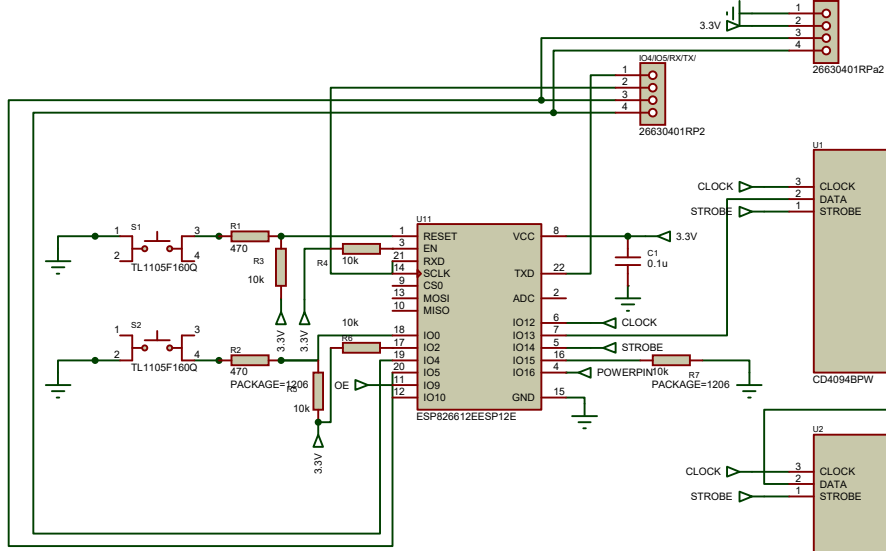 1
3.3V
2
3
4
26630401RPa2
IO4/IO5/RX/TX/
1
2
3
4
26630401RP2
U1
CLOCK
3
CLOCK
2
DATA
STROBE
1
STROBE
CD4094BPW
S1
1
2
3
4
TL1105F160Q
R1
470
R3
10k
3.3V
R4
10k
3.3V
U11
1
RESET
3
EN
21
RXD
14
SCLK
9
CS0
13
MOSI
10
MISO
18
IO0
17
IO2
19
IO4
20
IO5
11
IO9
12
IO10
VCC
8
TXD
22
ADC
2
IO12
6
IO13
7
IO14
5
IO15
16
IO16
4
GND
15
ESP826612EESP12E
3.3V
C1
0.1u
CLOCK
STROBE
POWERPIN
10k
R7
PACKAGE=1206
S2
1
2
3
4
TL1105F160Q
R2
470
PACKAGE=1206
10k
R6
R5
10k
3.3V
OE
U2
CLOCK
3
CLOCK
2
DATA
STROBE
1
STROBE